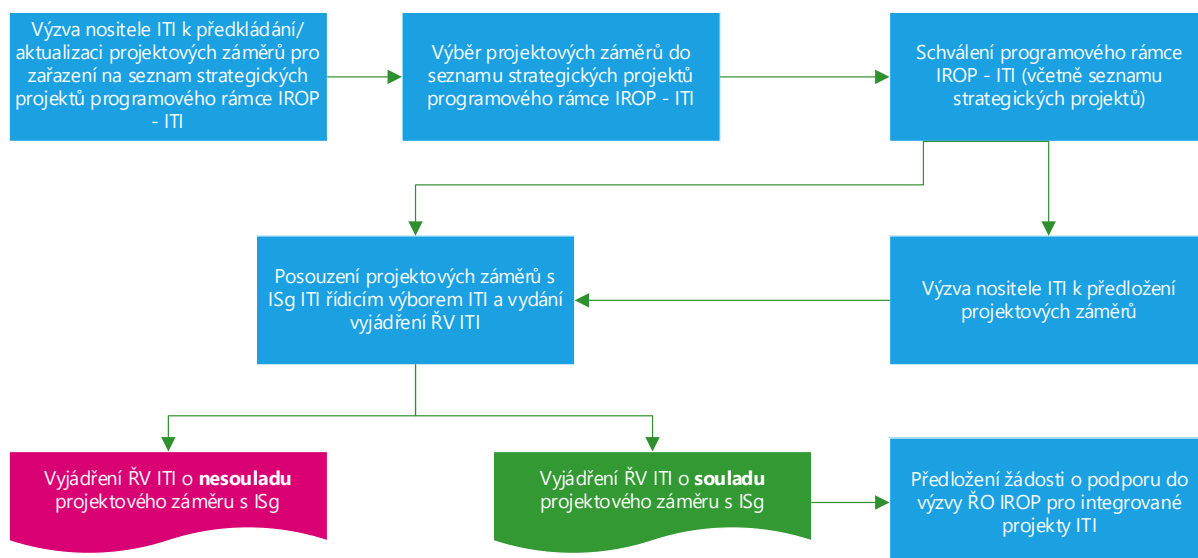 Výzva nositele ITI k předkládání/
aktualizaci projektových záměrů pro
zařazení na seznam strategických
projektů programového rámce IROP
- ITI
Výběr projektových záměrů do
seznamu strategických projektů
programového rámce IROP - ITI
Schválení programového rámce
IROP - ITI (včetně seznamu
strategických projektů)
Posouzení projektových záměrů s
ISg ITI řídicím výborem ITI a vydání
vyjádření ŘV ITI
Výzva nositele ITI k předložení
projektových záměrů
Vyjádření ŘV ITI o nesouladu
projektového záměru s ISg
Vyjádření ŘV ITI o souladu
projektového záměru s ISg
Předložení žádosti o podporu do
výzvy ŘO IROP pro integrované
projekty ITI